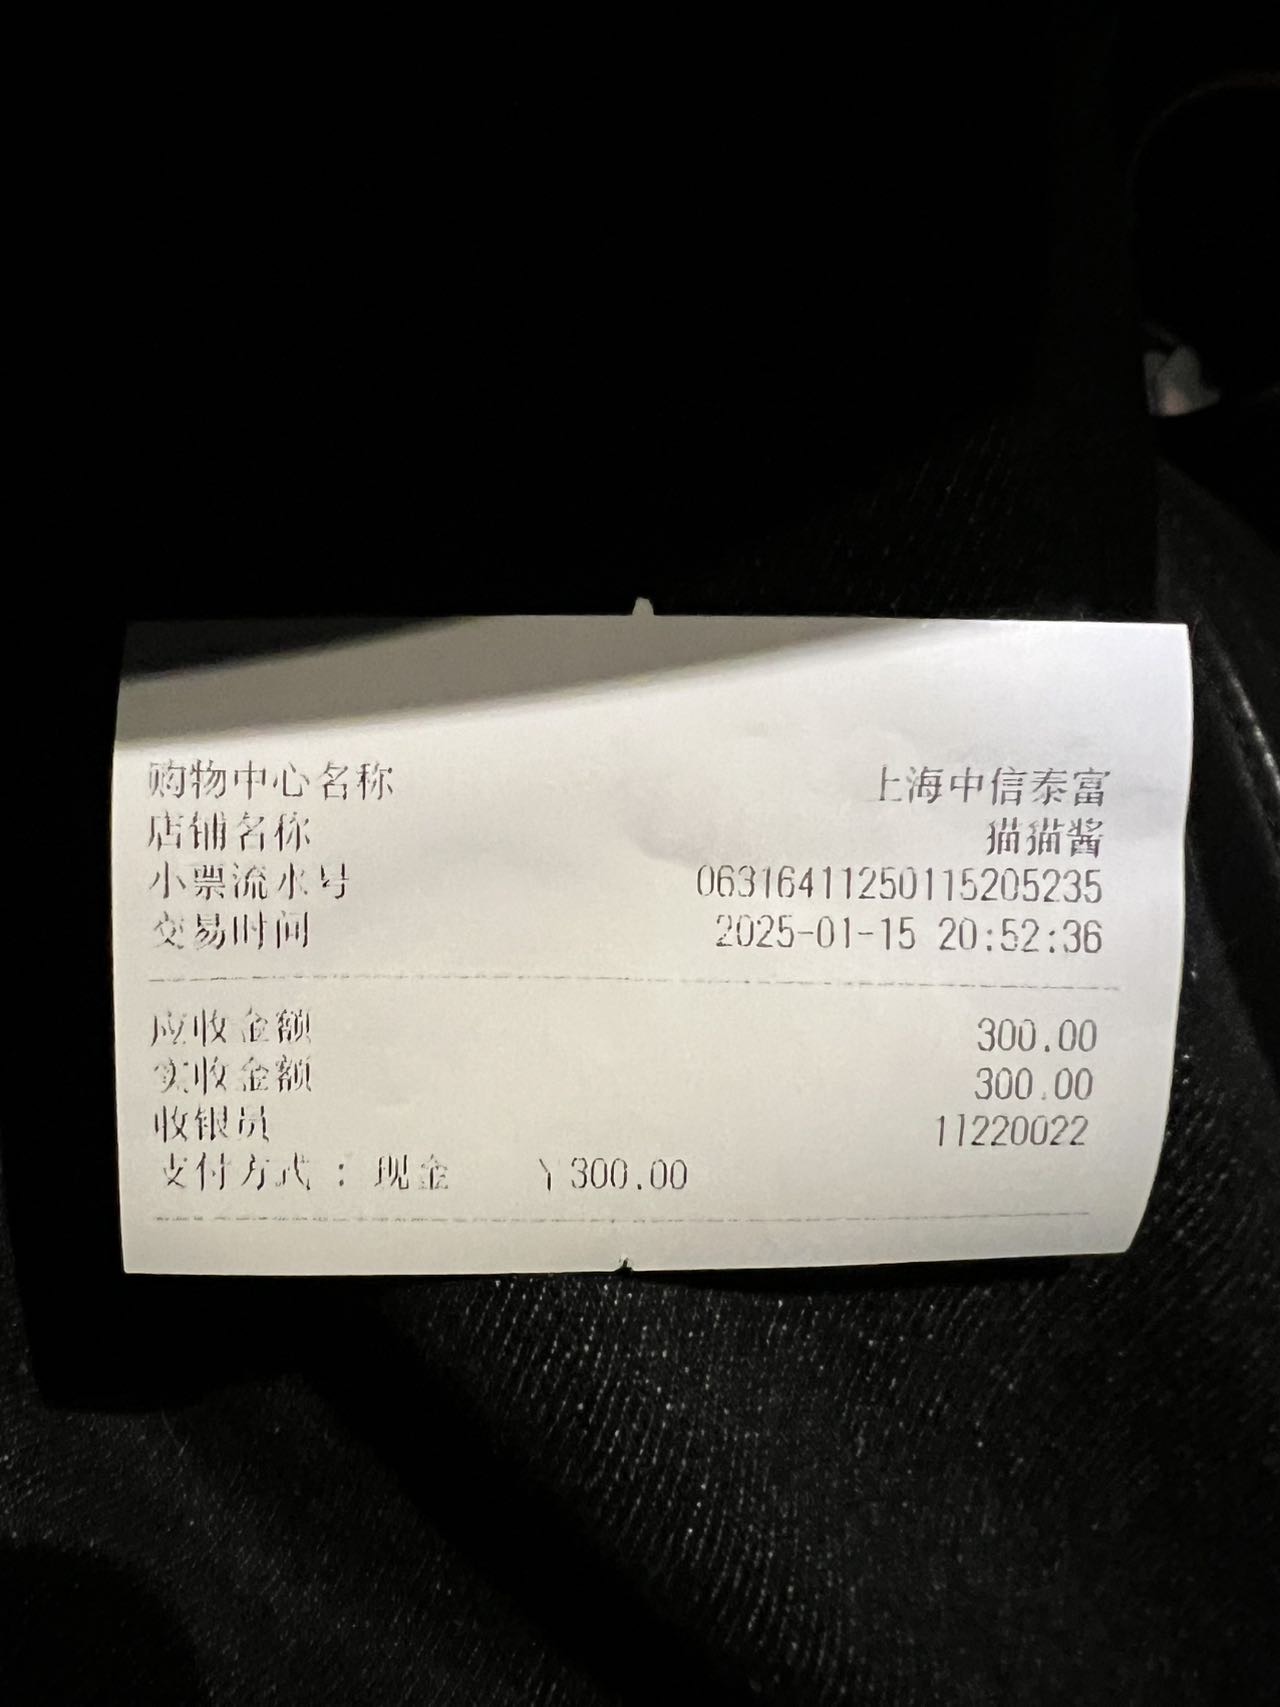 购物中心名称 上海中信泰富
店铺名称 猫猫酱
小票流水号 06316411250115205235
交易时间 2025-01-15 20:52:36
应收金额 300.00
实收金额 300.00
收银员 11220022
支付方式：现金 ¥300.00